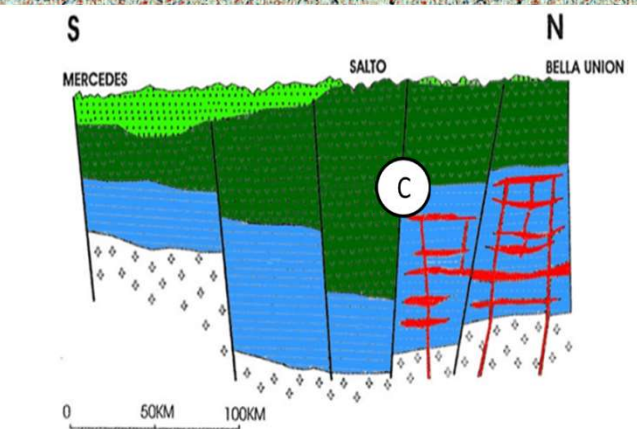 S N
MERCEDES SALTO BELLA UNION
C
0 50KM 100KM